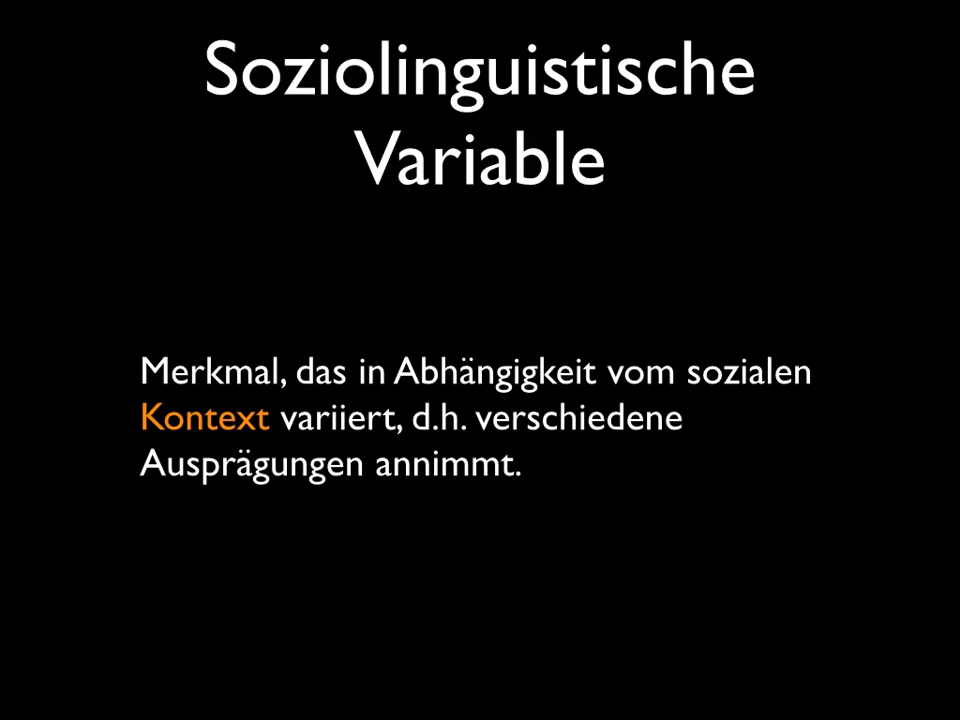 Soziolinguistische
Variable
Merkmal, das in Abhängigkeit vom sozialen
Kontext variiert, d.h. verschiedene
Ausprägungen annimmt.